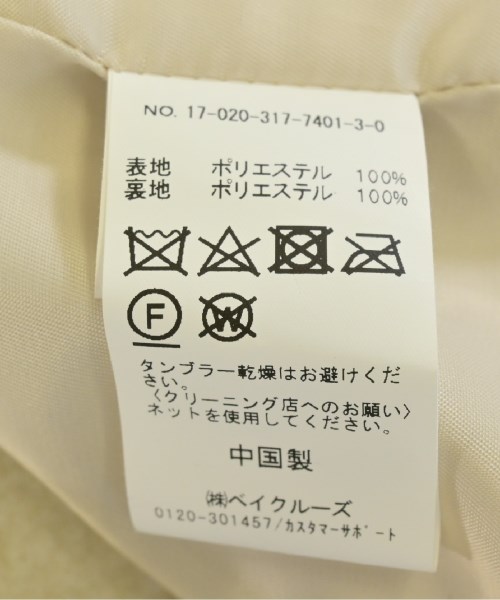 NO. 17-020-317-7401-3-0
表地 ポリエステル 100%
裏地 ポリエステル 100%
F W
タンブラー乾燥はお避けくだ
さい。
〈クリーニング店へのお願い〉
ネットを使用してください。
中国製
㈱ベイクルーズ
0120-301457/カスタマーサポート